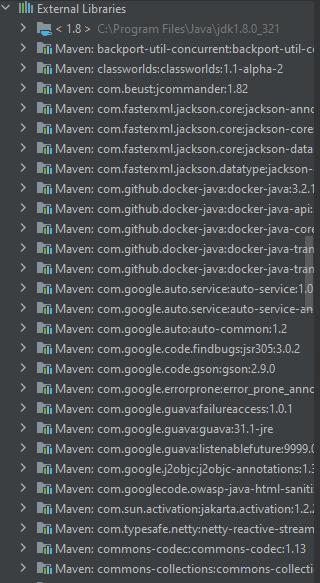 External Libraries
< 1.8 > C:\Program Files\Java\jdk1.8.0_321
Maven: backport-util-concurrent:backport-util-c
Maven: classworlds:classworlds:1.1-alpha-2
Maven: com.beust:jcommander:1.82
Maven: com.fasterxml.jackson.core:jackson-anno
Maven: com.fasterxml.jackson.core:jackson-core
Maven: com.fasterxml.jackson.core:jackson-data
Maven: com.fasterxml.jackson.datatype:jackson-
Maven: com.github.docker-java:docker-java:3.2.1
Maven: com.github.docker-java:docker-java-api:
Maven: com.github.docker-java:docker-java-core
Maven: com.github.docker-java:docker-java-tran
Maven: com.github.docker-java:docker-java-tran
Maven: com.google.auto.service:auto-service:1.0
Maven: com.google.auto.service:auto-service-an
Maven: com.google.auto:auto-common:1.2
Maven: com.google.code.findbugs:jsr305:3.0.2
Maven: com.google.code.gson:gson:2.9.0
Maven: com.google.errorprone:error_prone_anno
Maven: com.google.guava:failureaccess:1.0.1
Maven: com.google.guava:guava:31.1-jre
Maven: com.google.guava:listenablefuture:9999.0
Maven: com.google.j2objc:j2objc-annotations:1.3
Maven: com.googlecode.owasp-java-html-saniti
Maven: com.sun.activation:jakarta.activation:1.2.2
Maven: com.typesafe.netty:netty-reactive-stream
Maven: commons-codec:commons-codec:1.13
Maven: commons-collections:commons-collecti